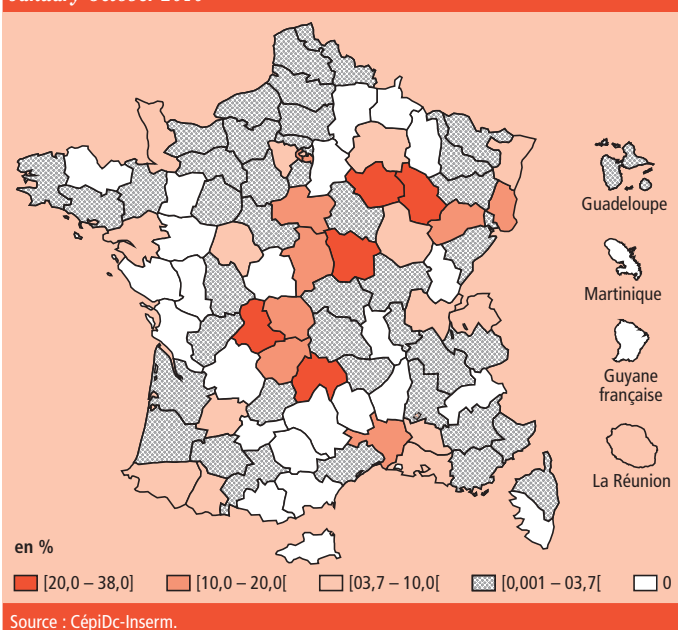 Guadeloupe
Martinique
Guyane
française
La Réunion
en %
[20,0 – 38,0] [10,0 – 20,0[ [03,7 – 10,0[ [0,001 – 03,7[ 0
Source : CépiDc-Inserm.